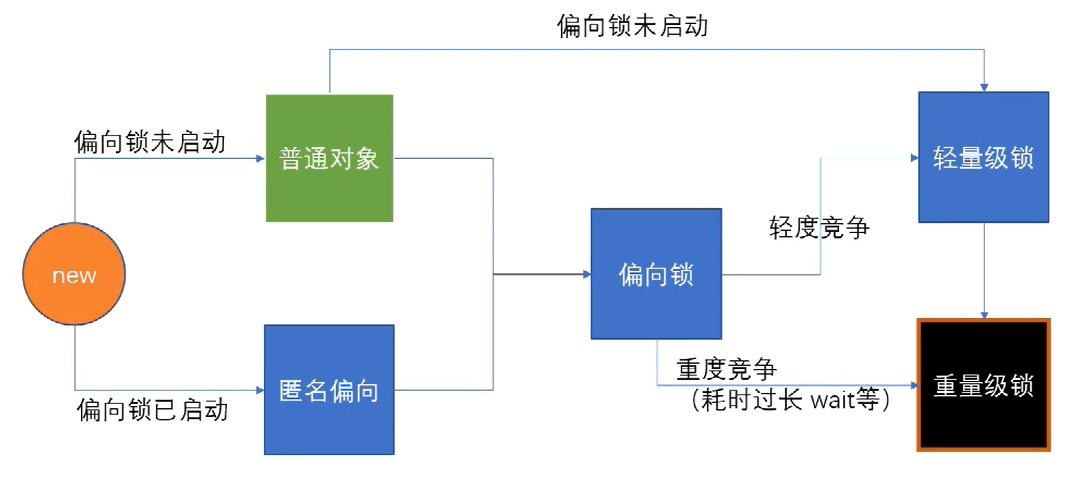 偏向锁未启动
偏向锁未启动
普通对象
轻量级锁
轻度竞争
new
偏向锁
匿名偏向
偏向锁已启动
重度竞争
（耗时过长 wait等）
重量级锁